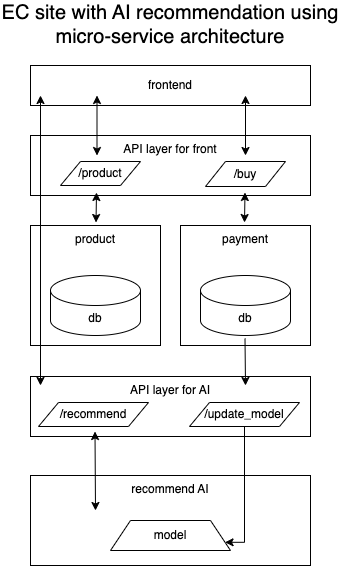 EC site with AI recommendation using
micro-service architecture
frontend
API layer for front
/product
/buy
product
payment
db
db
API layer for AI
/recommend
/update_model
recommend AI
model